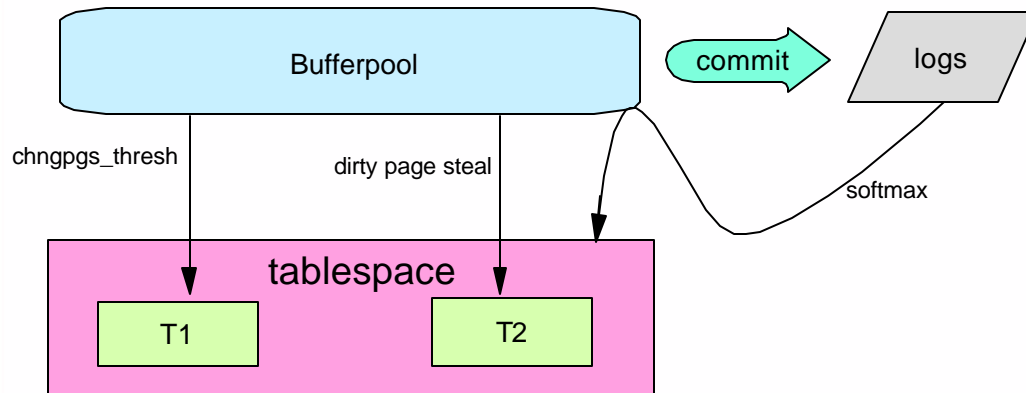 Bufferpool
commit
logs
chngpgs_thresh
dirty page steal
softmax
tablespace
T1
T2